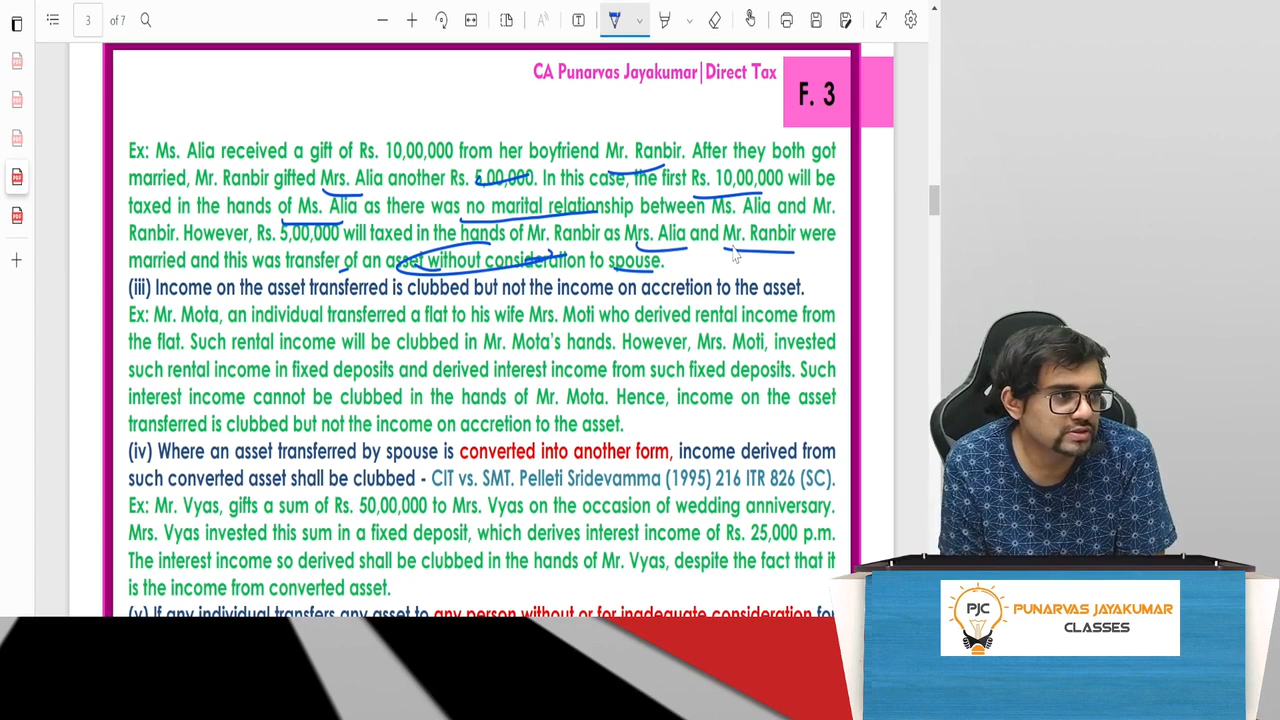 3 of 7
CA Punarvas Jayakumar|Direct Tax
F. 3
Ex: Ms. Alia received a gift of Rs. 10,00,000 from her boyfriend Mr. Ranbir. After they both got
married, Mr. Ranbir gifted Mrs. Alia another Rs. 5,00,000. In this case, the first Rs. 10,00,000 will be
taxed in the hands of Ms. Alia as there was no marital relationship between Ms. Alia and Mr.
Ranbir. However, Rs. 5,00,000 will taxed in the hands of Mr. Ranbir as Mrs. Alia and Mr. Ranbir were
married and this was transfer of an asset without consideration to spouse.
(iii) Income on the asset transferred is clubbed but not the income on accretion to the asset.
Ex: Mr. Mota, an individual transferred a flat to his wife Mrs. Moti who derived rental income from
the flat. Such rental income will be clubbed in Mr. Mota's hands. However, Mrs. Moti, invested
such rental income in fixed deposits and derived interest income from such fixed deposits. Such
interest income cannot be clubbed in the hands of Mr. Mota. Hence, income on the asset
transferred is clubbed but not the income on accretion to the asset.
(iv) Where an asset transferred by spouse is converted into another form, income derived from
such converted asset shall be clubbed - CIT vs. SMT. Pelleti Sridevamma (1995) 216 ITR 826 (SC).
Ex: Mr. Vyas, gifts a sum of Rs. 50,00,000 to Mrs. Vyas on the occasion of wedding anniversary.
Mrs. Vyas invested this sum in a fixed deposit, which derives interest income of Rs. 25,000 p.m.
The interest income so derived shall be clubbed in the hands of Mr. Vyas, despite the fact that it
is the income from converted asset.
(v) If any individual transfers any asset to any person without or for inadequate consideration for
PJC
PUNARVAS JAYAKUMAR
CLASSES